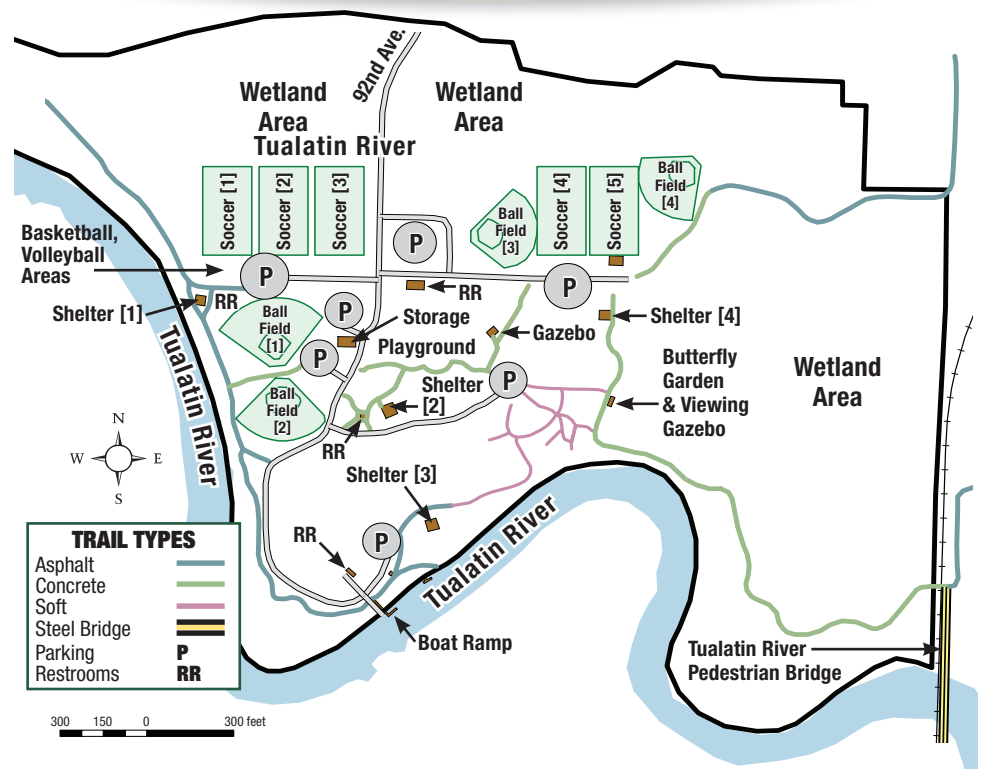 92nd Ave.
Wetland
Area
Wetland
Area
Tualatin River
Soccer [1]
Soccer [2]
Soccer [3]
Soccer [4]
Soccer [5]
Ball
Field
[4]
Ball
Field
[3]
P
Basketball,
Volleyball
Areas
P
P
RR
Shelter [1]
RR
Ball
Field
[1]
P
Storage
Gazebo
Shelter [4]
Playground
P
Butterfly
Garden
& Viewing
Gazebo
Wetland
Area
Tualatin River
Shelter
[2]
P
Ball
Field
[2]
RR
N
W
E
S
Shelter [3]
RR
P
Tualatin River
Boat Ramp
TRAIL TYPES
Asphalt
Concrete
Soft
Steel Bridge
Parking P
Restrooms RR
Tualatin River
Pedestrian Bridge
300 150 0 300 feet